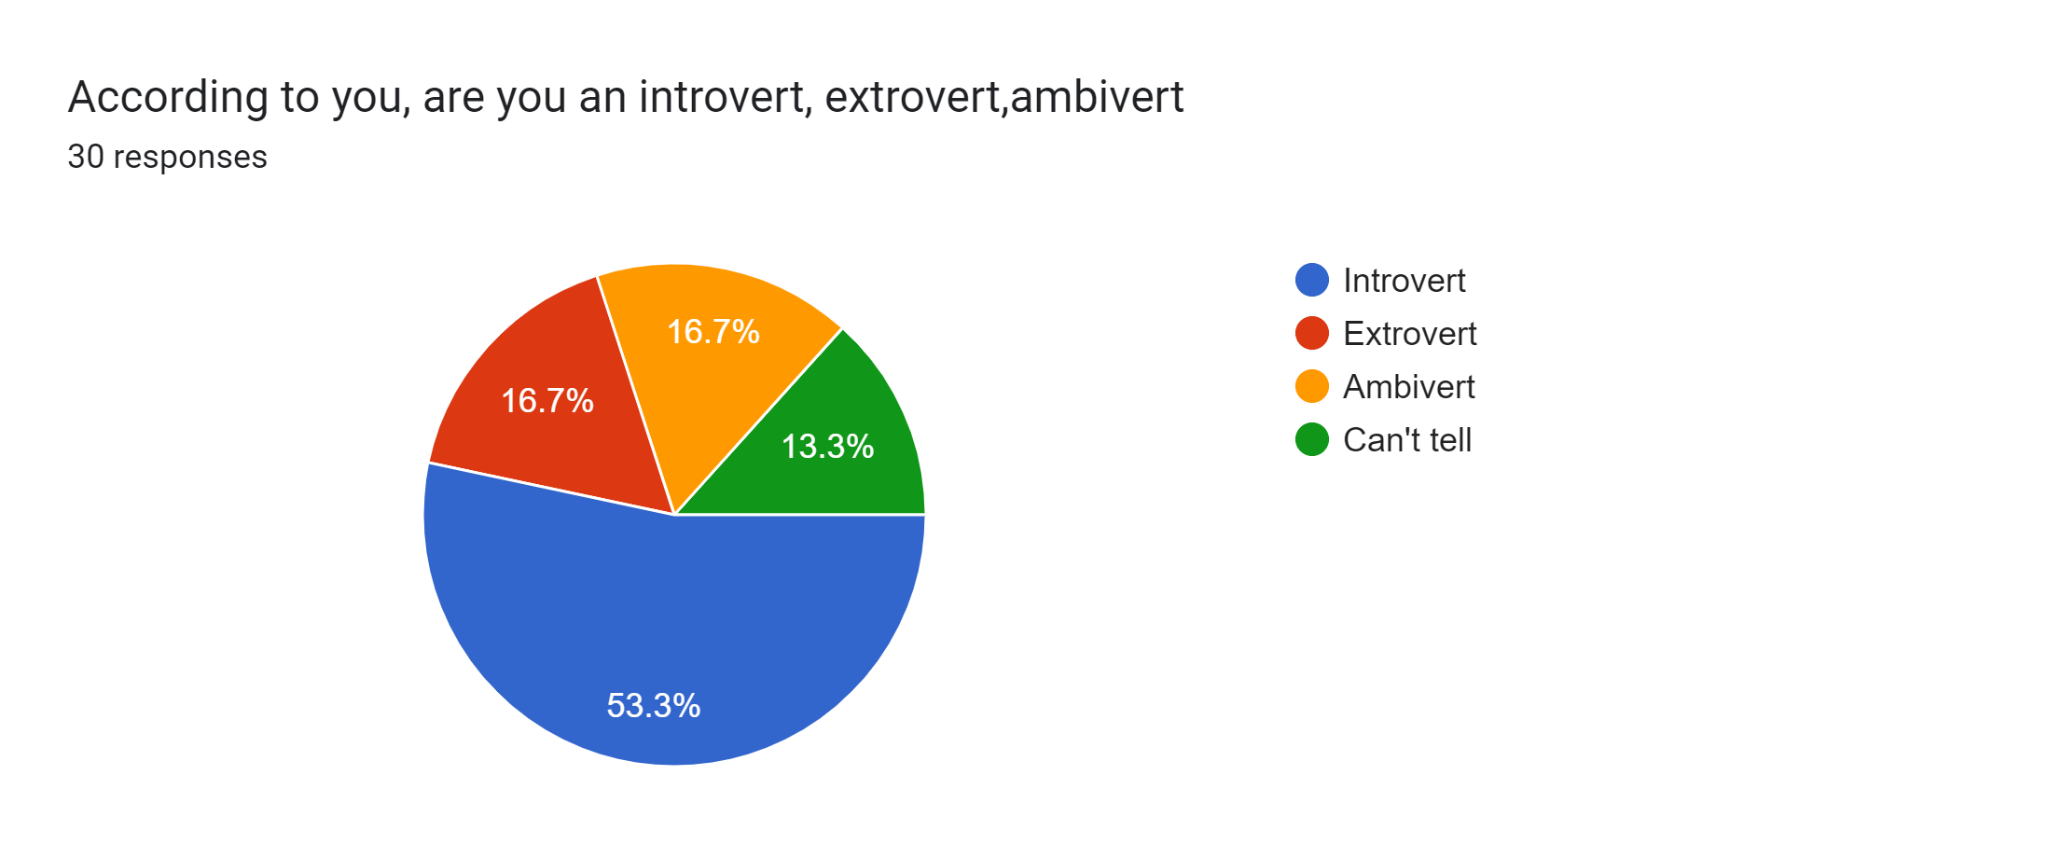 According to you, are you an introvert, extrovert,ambivert
30 responses
16.7%
16.7%
13.3%
53.3%
Introvert
Extrovert
Ambivert
Can't tell